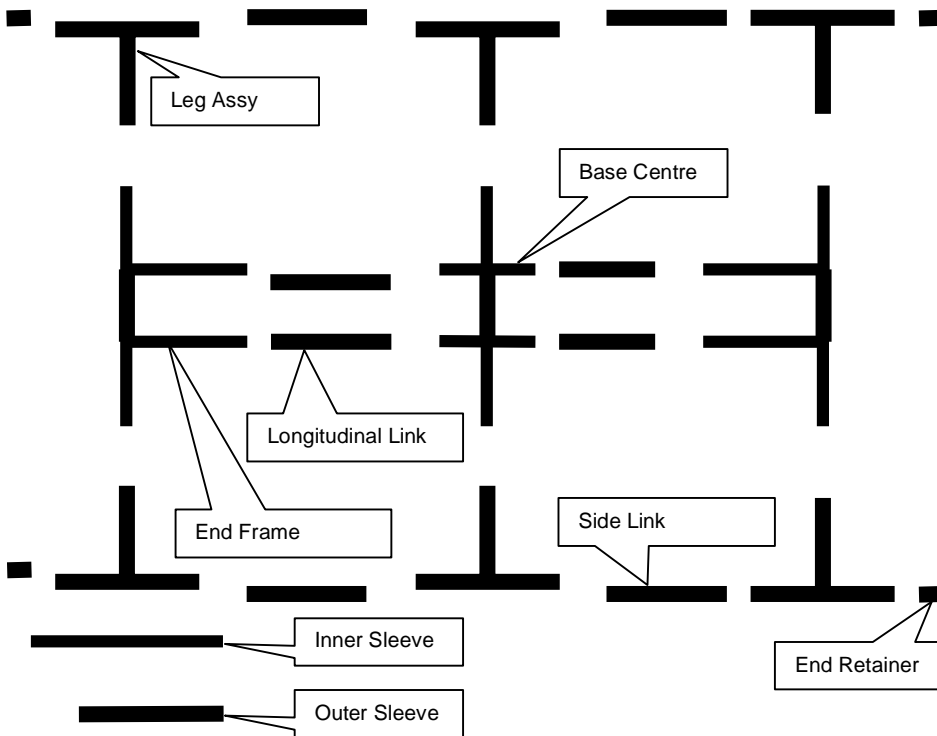 Leg Assy
Base Centre
Longitudinal Link
End Frame
Side Link
Inner Sleeve
End Retainer
Outer Sleeve